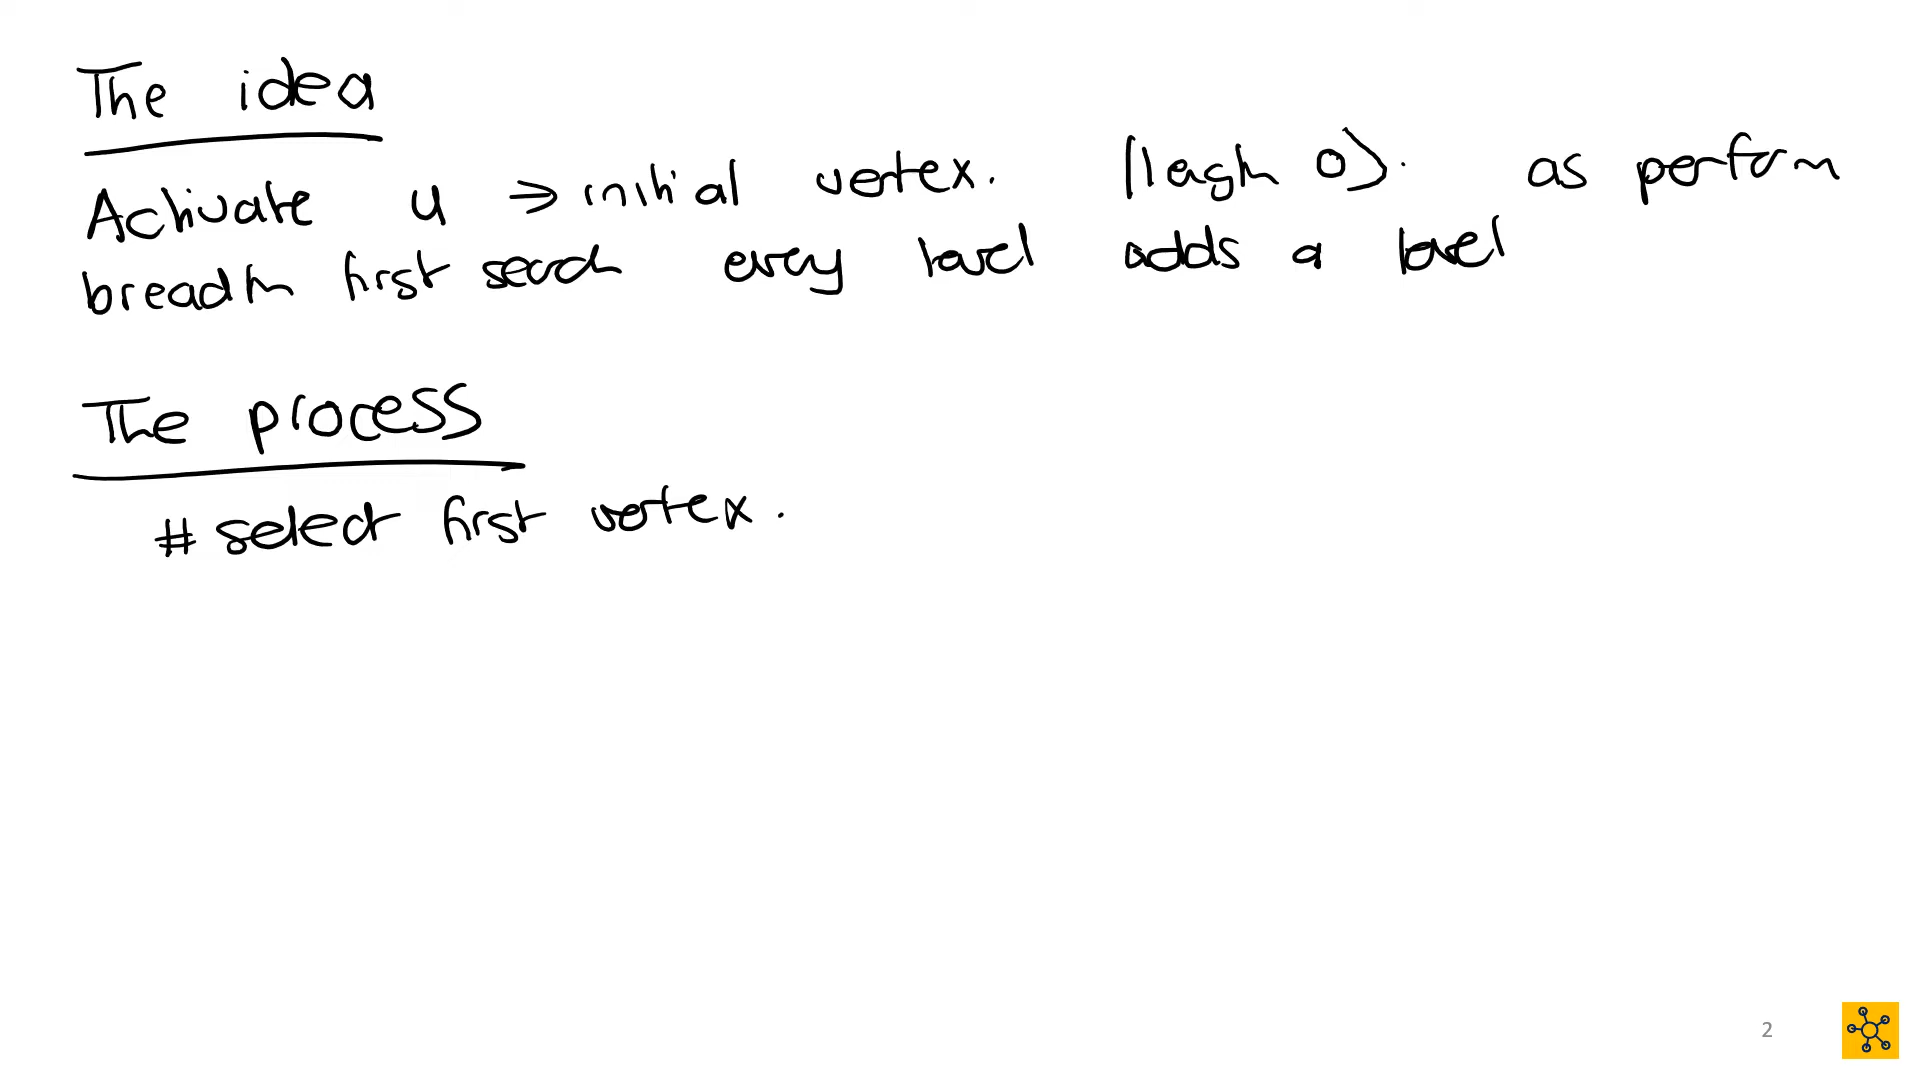 The idea
Activate u → initial vertex. (length 0). as perform
breadth first search every level adds a level
The process
# select first vertex.
2